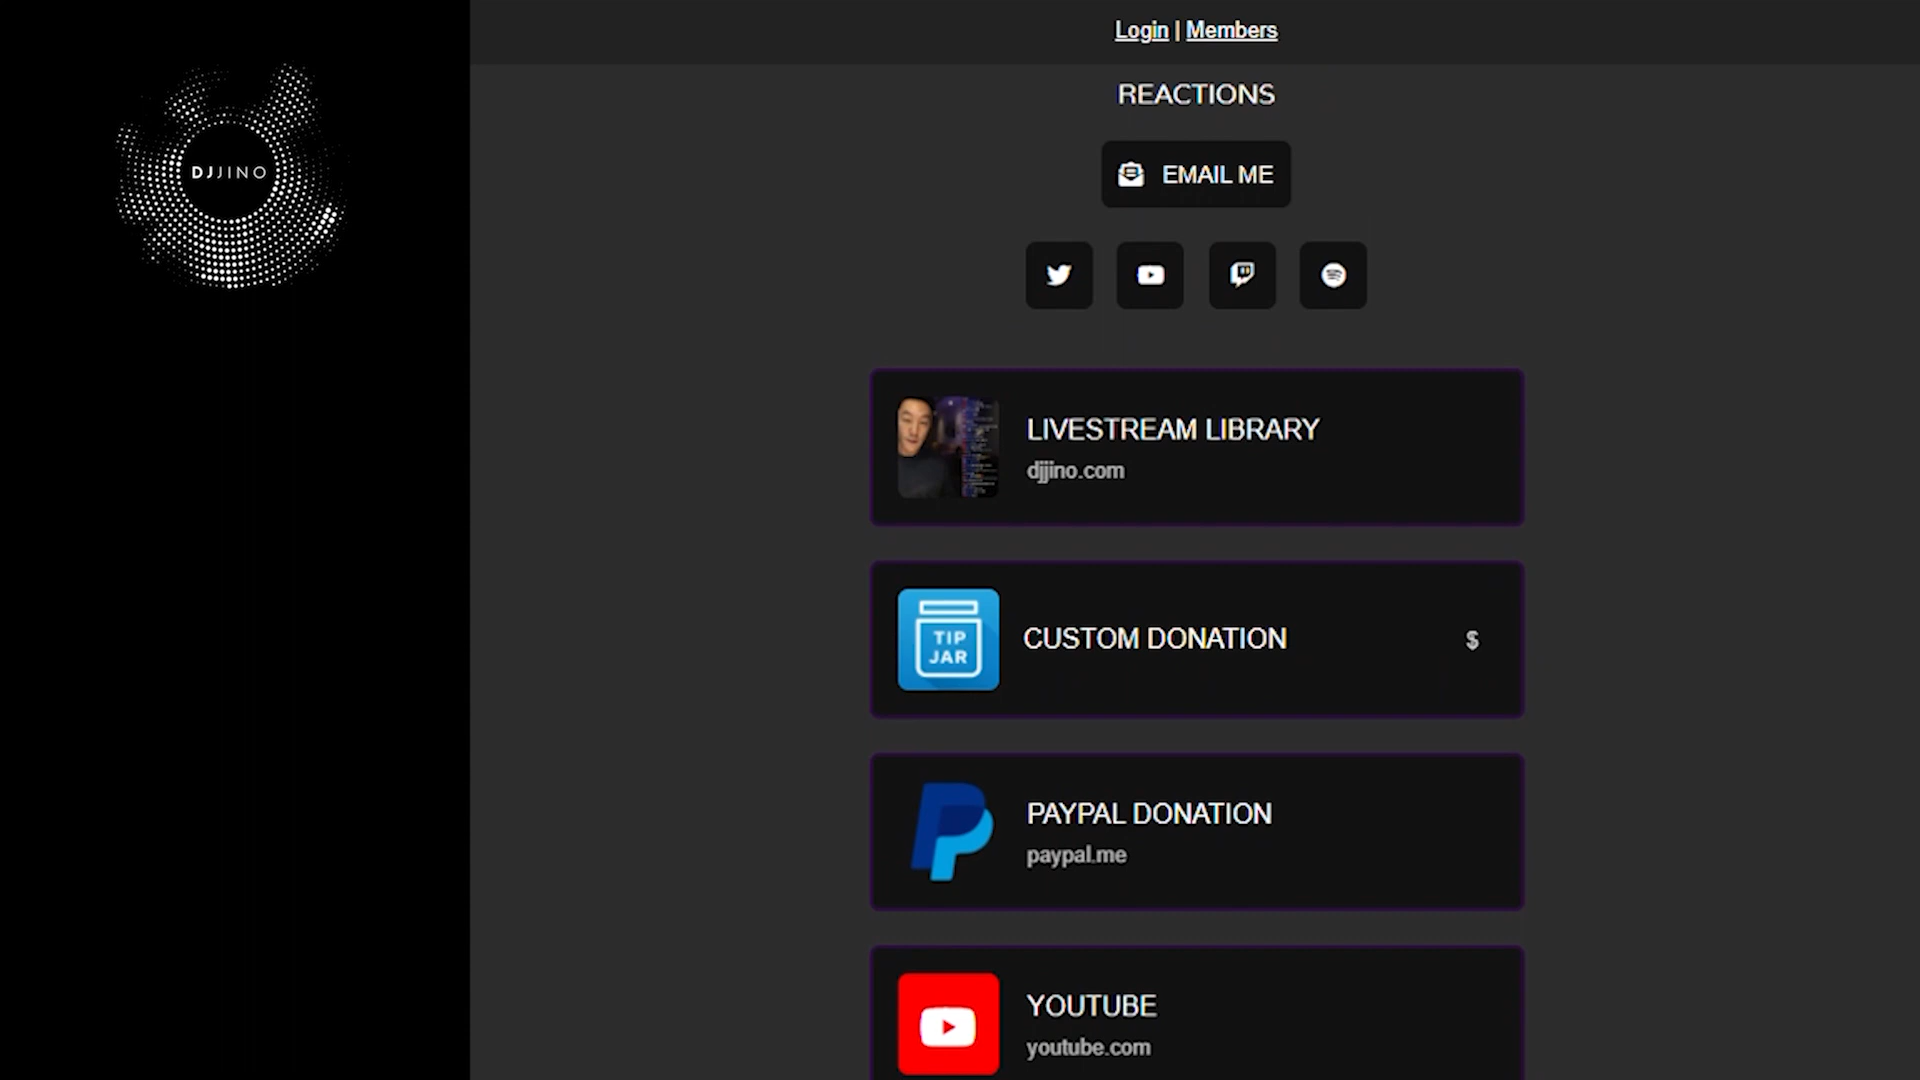 DJJINO
Login | Members
REACTIONS
EMAIL ME
LIVESTREAM LIBRARY
djjino.com
TIP
JAR
CUSTOM DONATION
$
PAYPAL DONATION
paypal.me
YOUTUBE
youtube.com